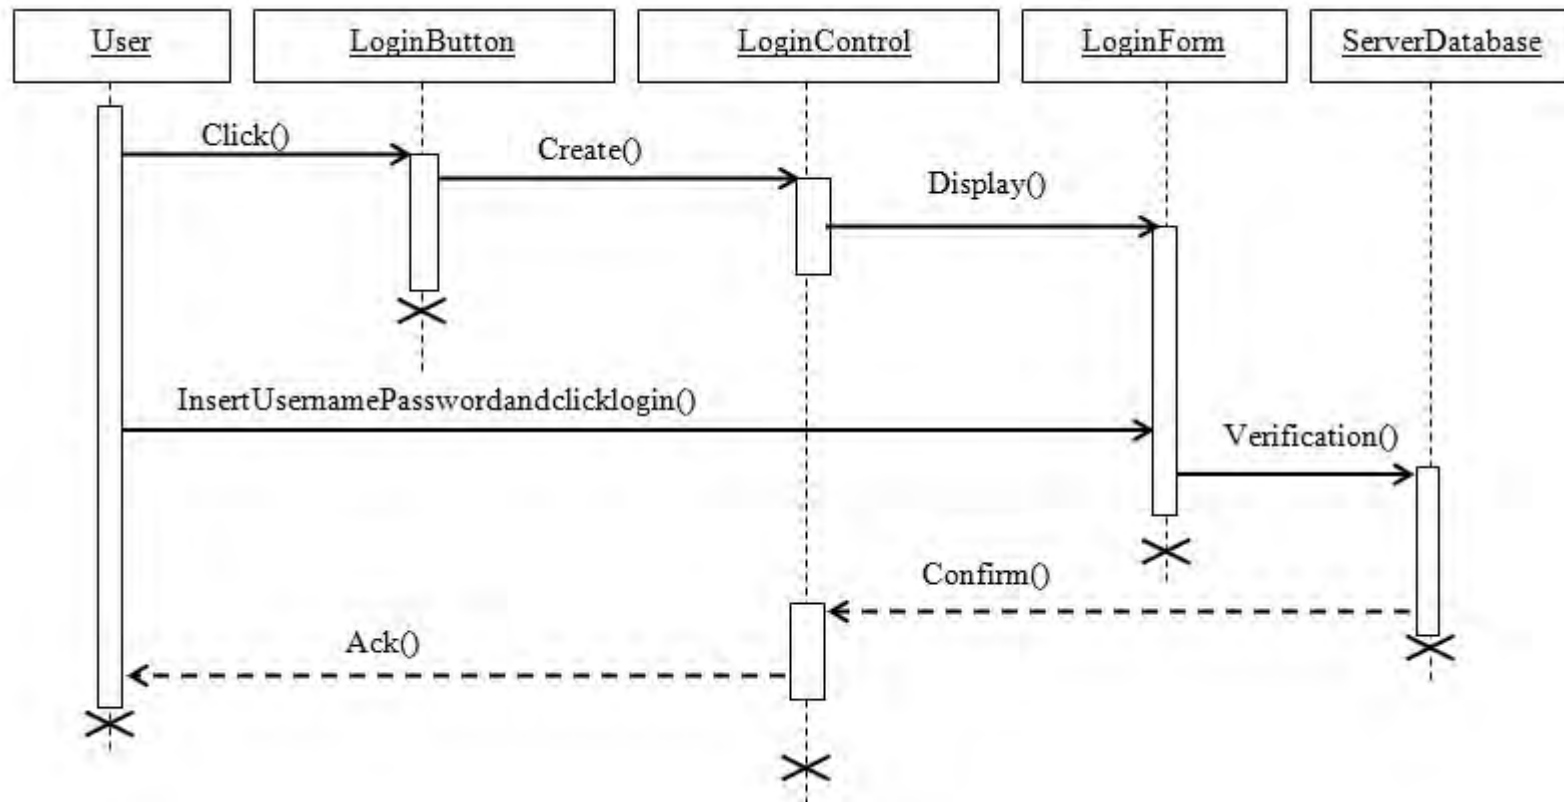 User
LoginButton
LoginControl
LoginForm
ServerDatabase
Click()
Create()
Display()
InsertUsernamePasswordandclicklogin()
Verification()
Confirm()
Ack()